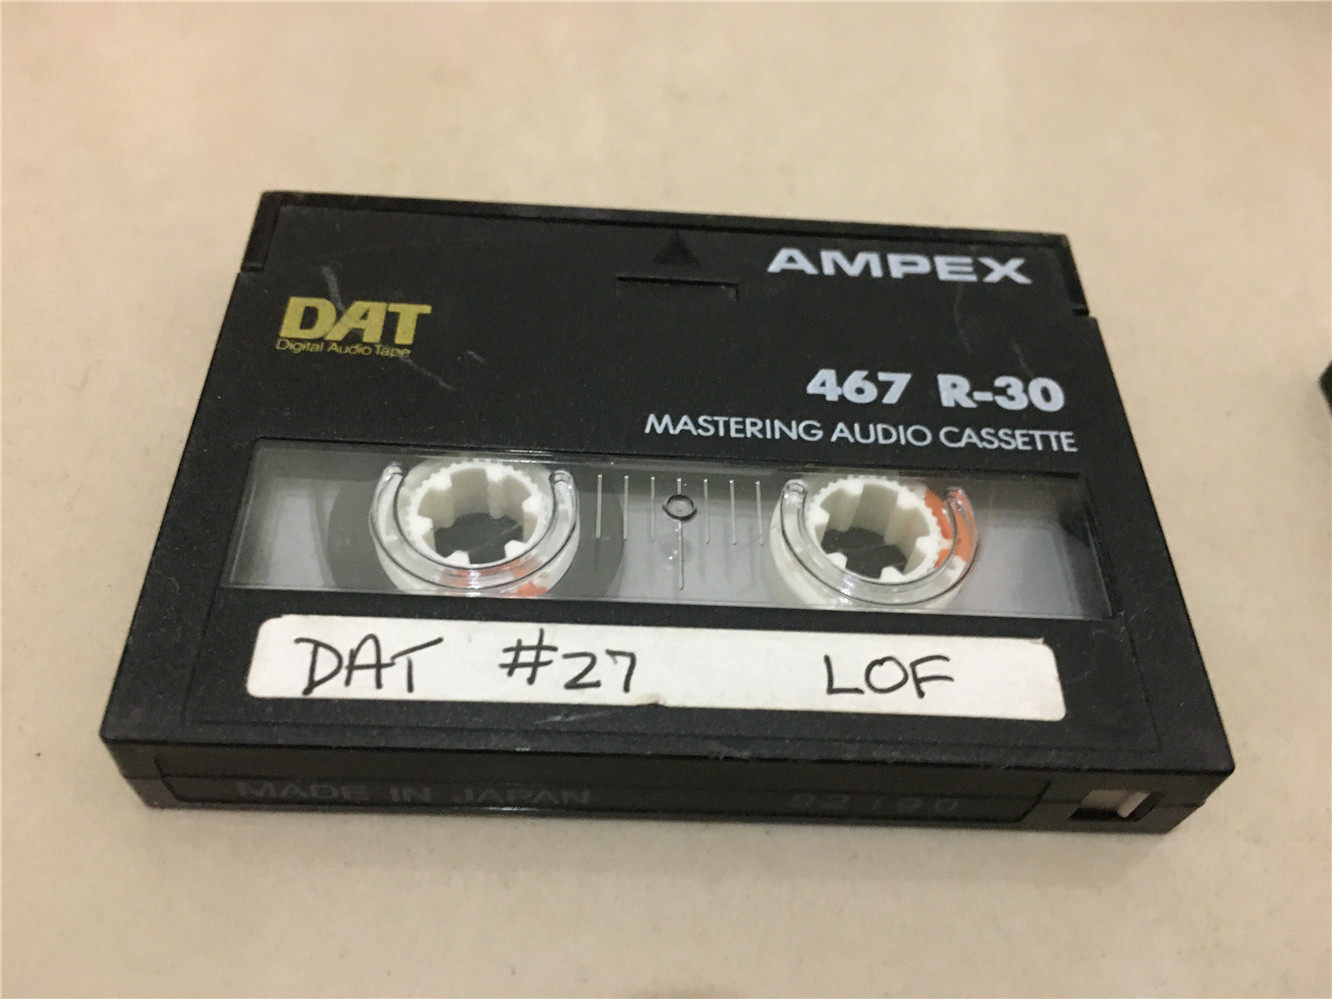 AMPEX
DAT
Digital Audio Tape
467 R-30
MASTERING AUDIO CASSETTE
DAT #27 LOF
MADE IN JAPAN